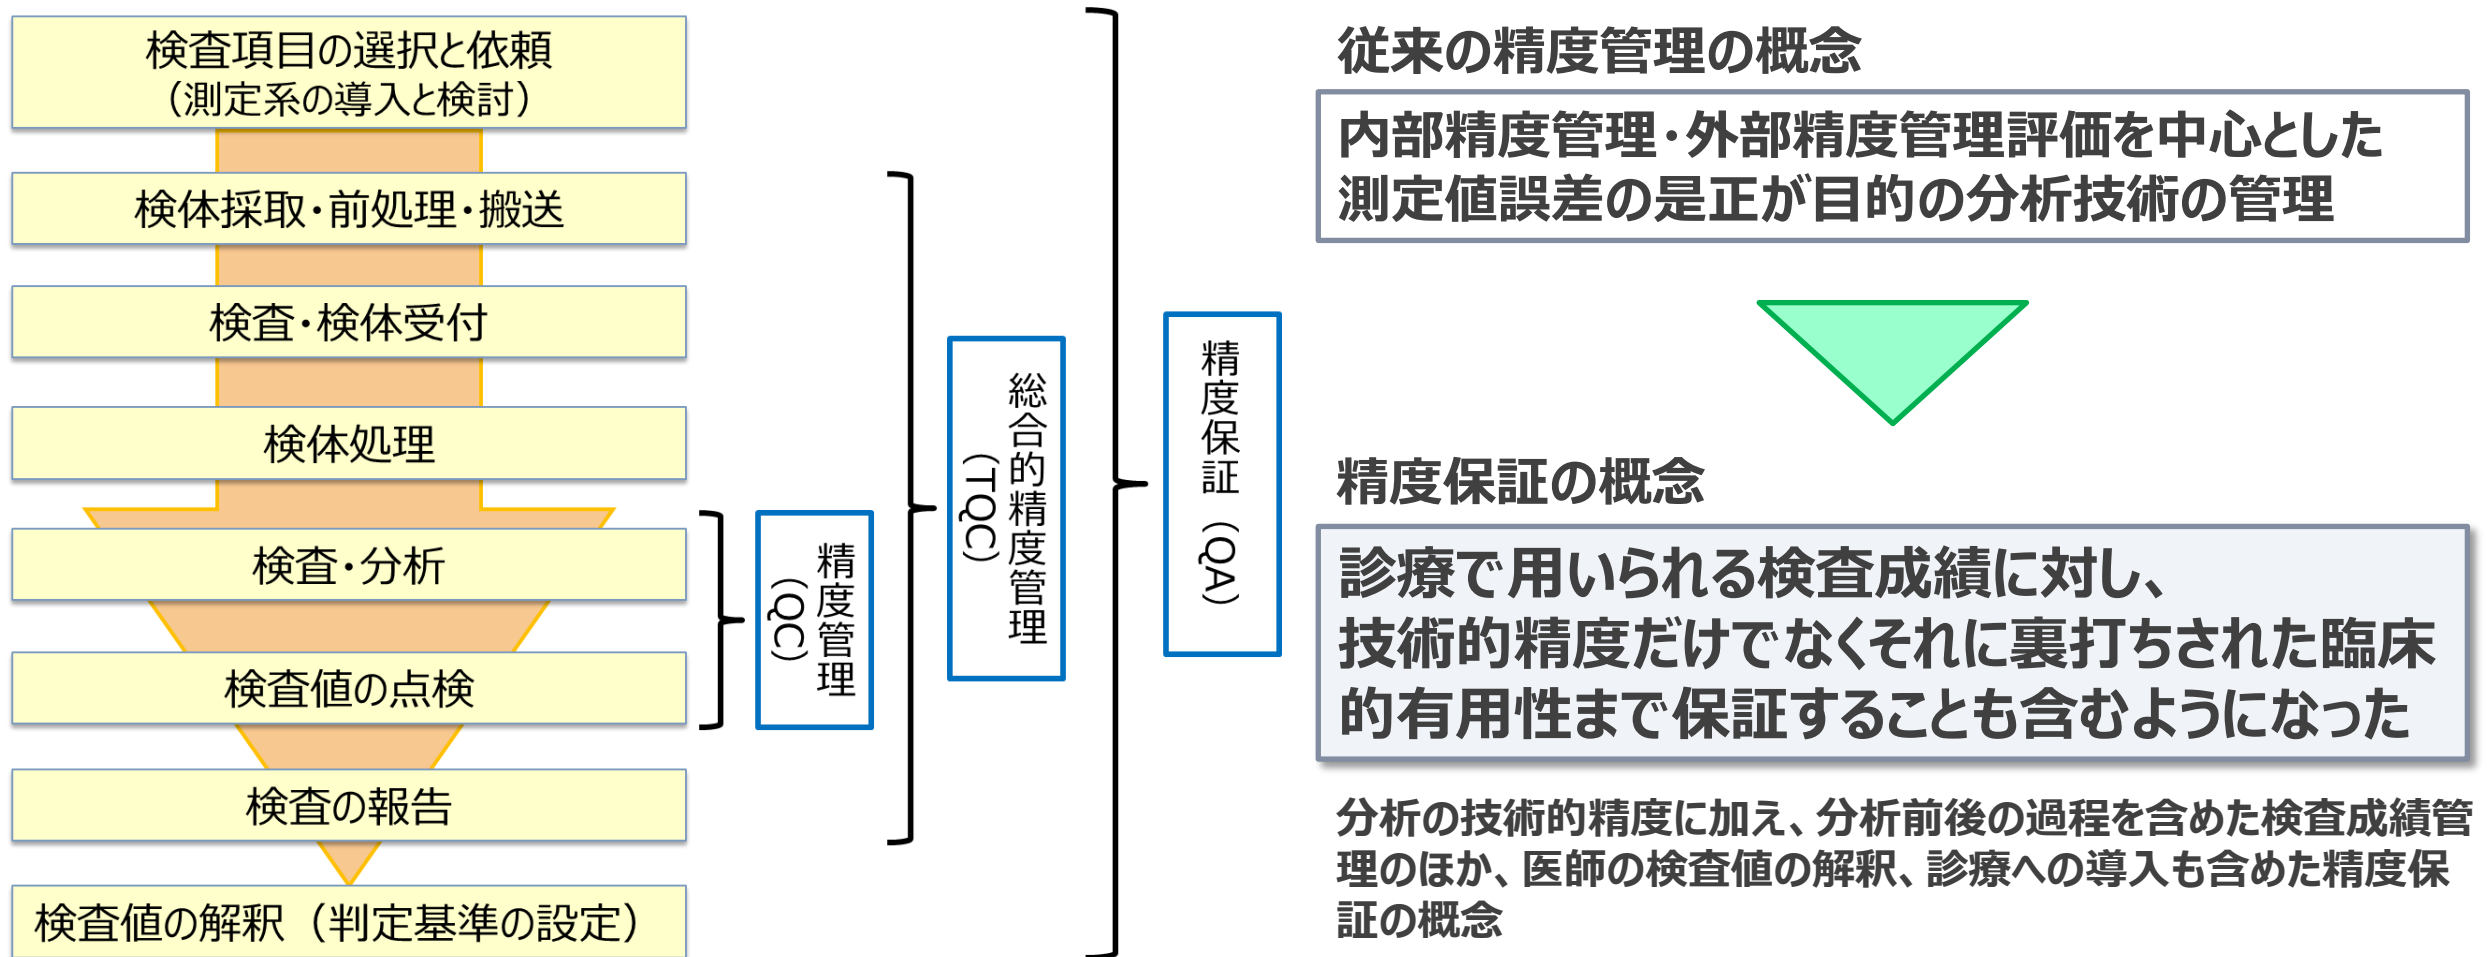 検査項目の選択と依頼
（測定系の導入と検討）
検体採取・前処理・搬送
検査・検体受付
検体処理
検査・分析
検査値の点検
検査の報告
検査値の解釈（判定基準の設定）
精度管理
（QC）
総合的精度管理
（TQC）
精度保証（QA）
従来の精度管理の概念
内部精度管理・外部精度管理評価を中心とした
測定値誤差の是正が目的の分析技術の管理
精度保証の概念
診療で用いられる検査成績に対し、
技術的精度だけでなくそれに裏打ちされた臨床
的有用性まで保証することも含むようになった
分析の技術的精度に加え、分析前後の過程を含めた検査成績管
理のほか、医師の検査値の解釈、診療への導入も含めた精度保
証の概念